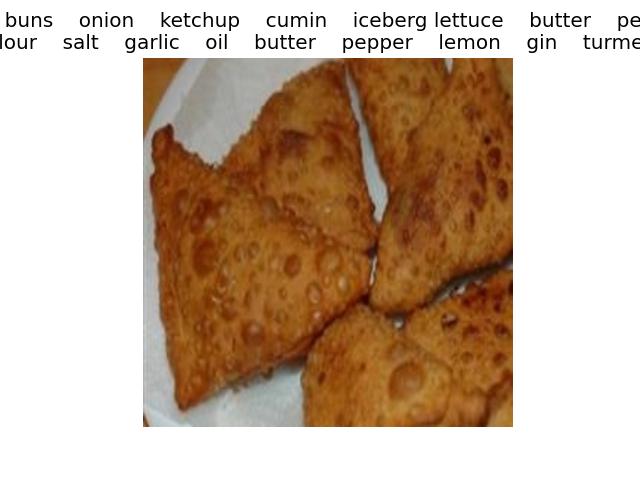 buns onion ketchup cumin iceberg lettuce butter
salt garlic oil butter pepper lemon gin